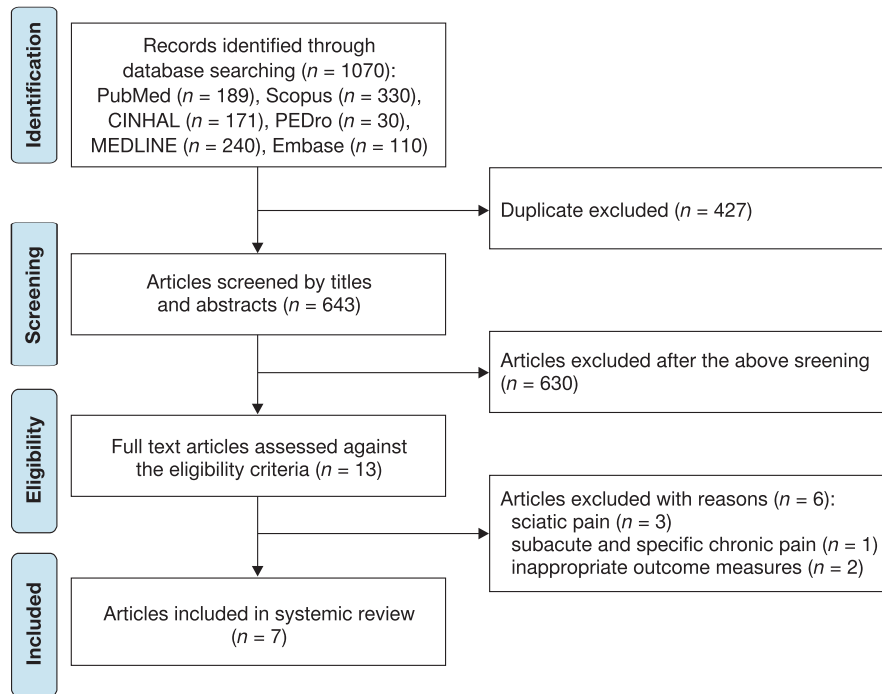 Identification
Records identified through
database searching (n = 1070):
PubMed (n = 189), Scopus (n = 330),
CINHAL (n = 171), PEDro (n = 30),
MEDLINE (n = 240), Embase (n = 110)
Duplicate excluded (n = 427)
Screening
Articles screened by titles
and abstracts (n = 643)
Articles excluded after the above sreening
(n = 630)
Eligibility
Full text articles assessed against
the eligibility criteria (n = 13)
Articles excluded with reasons (n = 6):
sciatic pain (n = 3)
subacute and specific chronic pain (n = 1)
inappropriate outcome measures (n = 2)
Included
Articles included in systemic review
(n = 7)